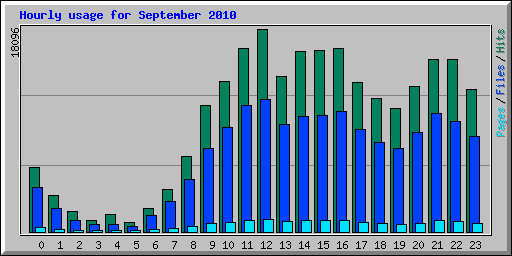 Hourly usage for September 2010
18096
Pages/Files/Hits
0 1 2 3 4 5 6 7 8 9 10 11 12 13 14 15 16 17 18 19 20 21 22 23